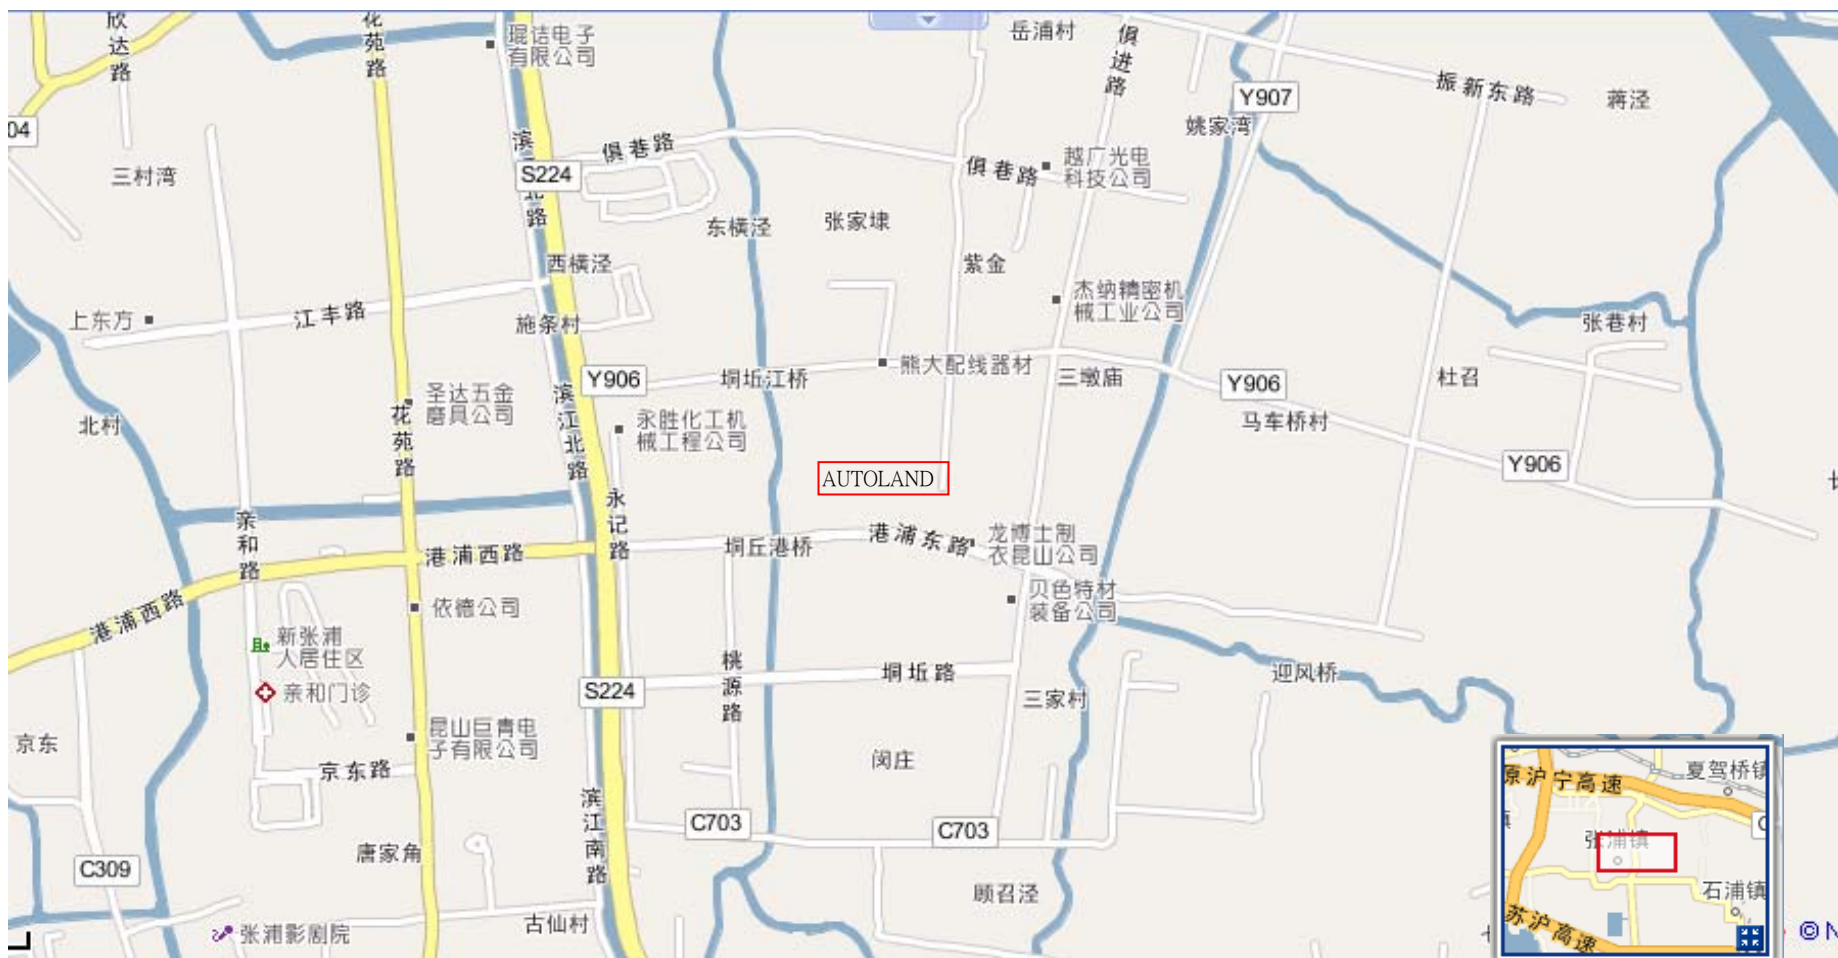 欣达路
花苑路
琨诘电子
有限公司
岳浦村
俱进路
振新东路
蒋泾
Y907
姚家湾
04
三村湾
俱巷路
S224
俱巷路
越广光电
科技公司
东横泾
张家埭
西横泾
紫金
杰纳精密机
械工业公司
上东方
江丰路
施条村
张巷村
Y906
垌坵江桥
熊大配线器材
三墩庙
Y906
杜召
圣达五金
磨具公司
花苑路
滨江北路
永胜化工机
械工程公司
马车桥村
北村
Y906
AUTOLAND
永记路
亲和路
港浦西路
垌丘港桥
港浦东路
龙博士制
衣昆山公司
港浦西路
依德公司
贝色特材
装备公司
新张浦
人居住区
亲和门诊
桃源路
垌坵路
迎风桥
S224
三家村
昆山巨青电
子有限公司
京东
京东路
闵庄
滨江南路
C703
C703
唐家角
C309
顾召泾
古仙村
张浦影剧院
原沪宁高速
夏驾桥镇
张浦镇
石浦镇
苏沪高速
© N